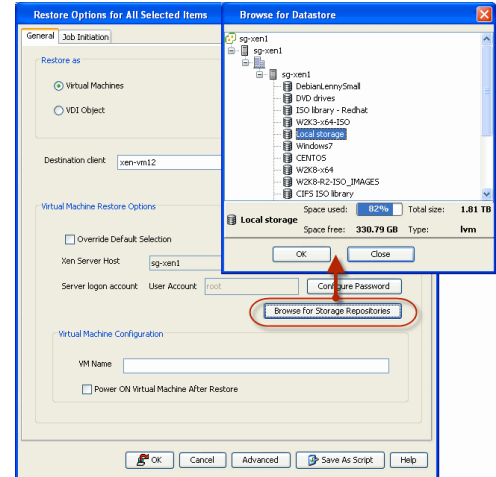 Restore Options for All Selected Items
General
Job Initiation
Restore as
Virtual Machines
VDI Object
Destination client
xen-vm12
Virtual Machine Restore Options
Override Default Selection
Xen Server Host
sg-xen1
Server logon account
User Account
root
Configure Password
Browse for Storage Repositories
Virtual Machine Configuration
VM Name
Power ON Virtual Machine After Restore
OK
Cancel
Advanced
Save As Script
Help
Browse for Datastore
sg-xen1
sg-xen1
sg-xen1
DebianLennySmall
DVD drives
ISO library - Redhat
W2K3-x64-ISO
Local storage
Windows7
CENTOS
W2K8-x64
W2K8-R2-ISO_IMAGES
CIFS ISO library
Local storage
Space used:
82%
Total size:
1.81 TB
Space free:
330.79 GB
Type:
lvm
OK
Close